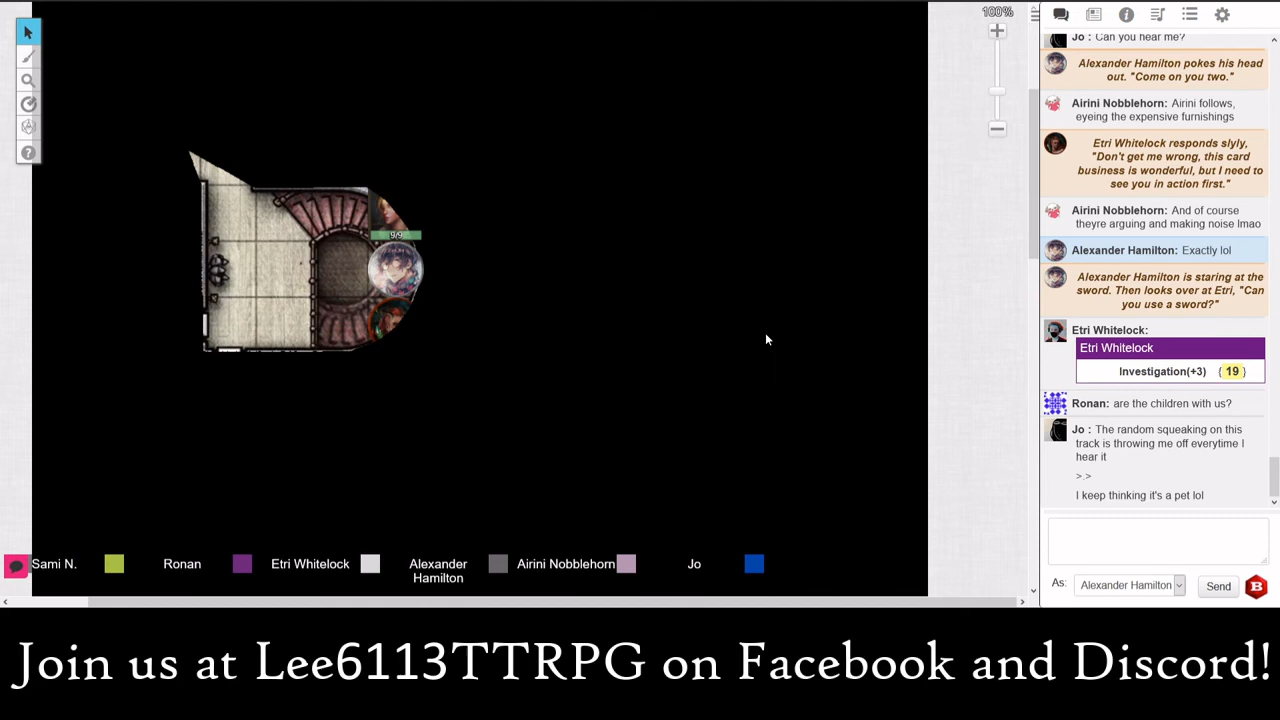 100%
Jo : Can you hear me?
Alexander Hamilton pokes his head
out. "Come on you two."
Airini Nobblehorn: Airini follows,
eyeing the expensive furnishings
Etri Whitelock responds slyly,
"Don't get me wrong, this card
business is wonderful, but I need to
see you in action first."
Airini Nobblehorn: And of course
theyre arguing and making noise lmao
Alexander Hamilton: Exactly lol
Alexander Hamilton is staring at the
sword. Then looks over at Etri, "Can
you use a sword?"
Etri Whitelock:
Etri Whitelock
Investigation(+3) (19)
Ronan: are the children with us?
Jo : The random squeaking on this
track is throwing me off everytime I
hear it
>.>
I keep thinking it's a pet lol
9/9
Sami N.
Ronan
Etri Whitelock
Alexander
Hamilton
Airini Nobblehorn
Jo
As: Alexander Hamilton Send B
Join us at Lee6113TTRPG on Facebook and Discord!